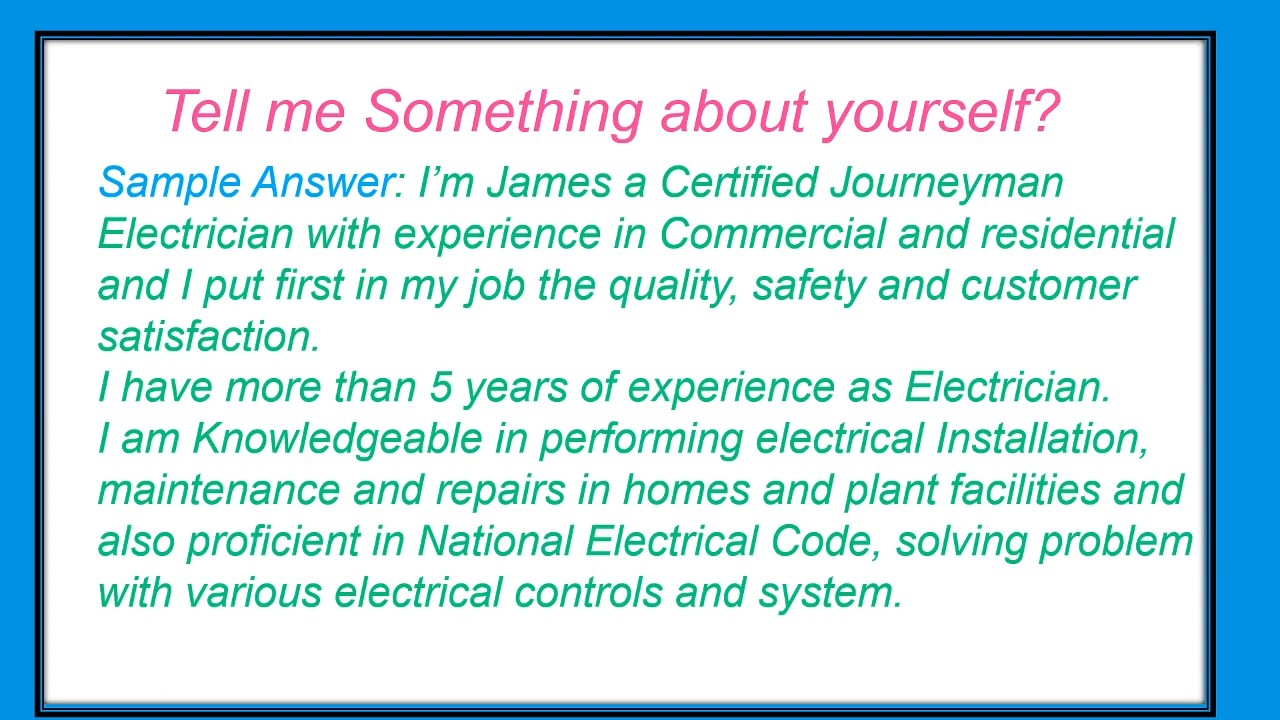 Tell me Something about yourself?
Sample Answer: I’m James a Certified Journeyman
Electrician with experience in Commercial and residential
and I put first in my job the quality, safety and customer
satisfaction.
I have more than 5 years of experience as Electrician.
I am Knowledgeable in performing electrical Installation,
maintenance and repairs in homes and plant facilities and
also proficient in National Electrical Code, solving problem
with various electrical controls and system.